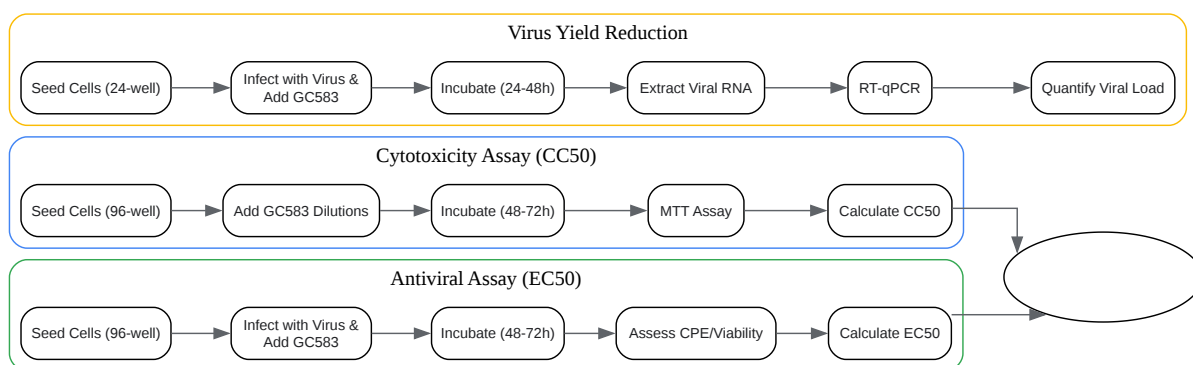 Virus Yield Reduction
Seed Cells (24-well)
Infect with Virus &
Add GC583
Incubate (24-48h)
Extract Viral RNA
RT-qPCR
Quantify Viral Load
Cytotoxicity Assay (CC50)
Seed Cells (96-well)
Add GC583 Dilutions
Incubate (48-72h)
MTT Assay
Calculate CC50
Antiviral Assay (EC50)
Seed Cells (96-well)
Infect with Virus &
Add GC583
Incubate (48-72h)
Assess CPE/Viability
Calculate EC50